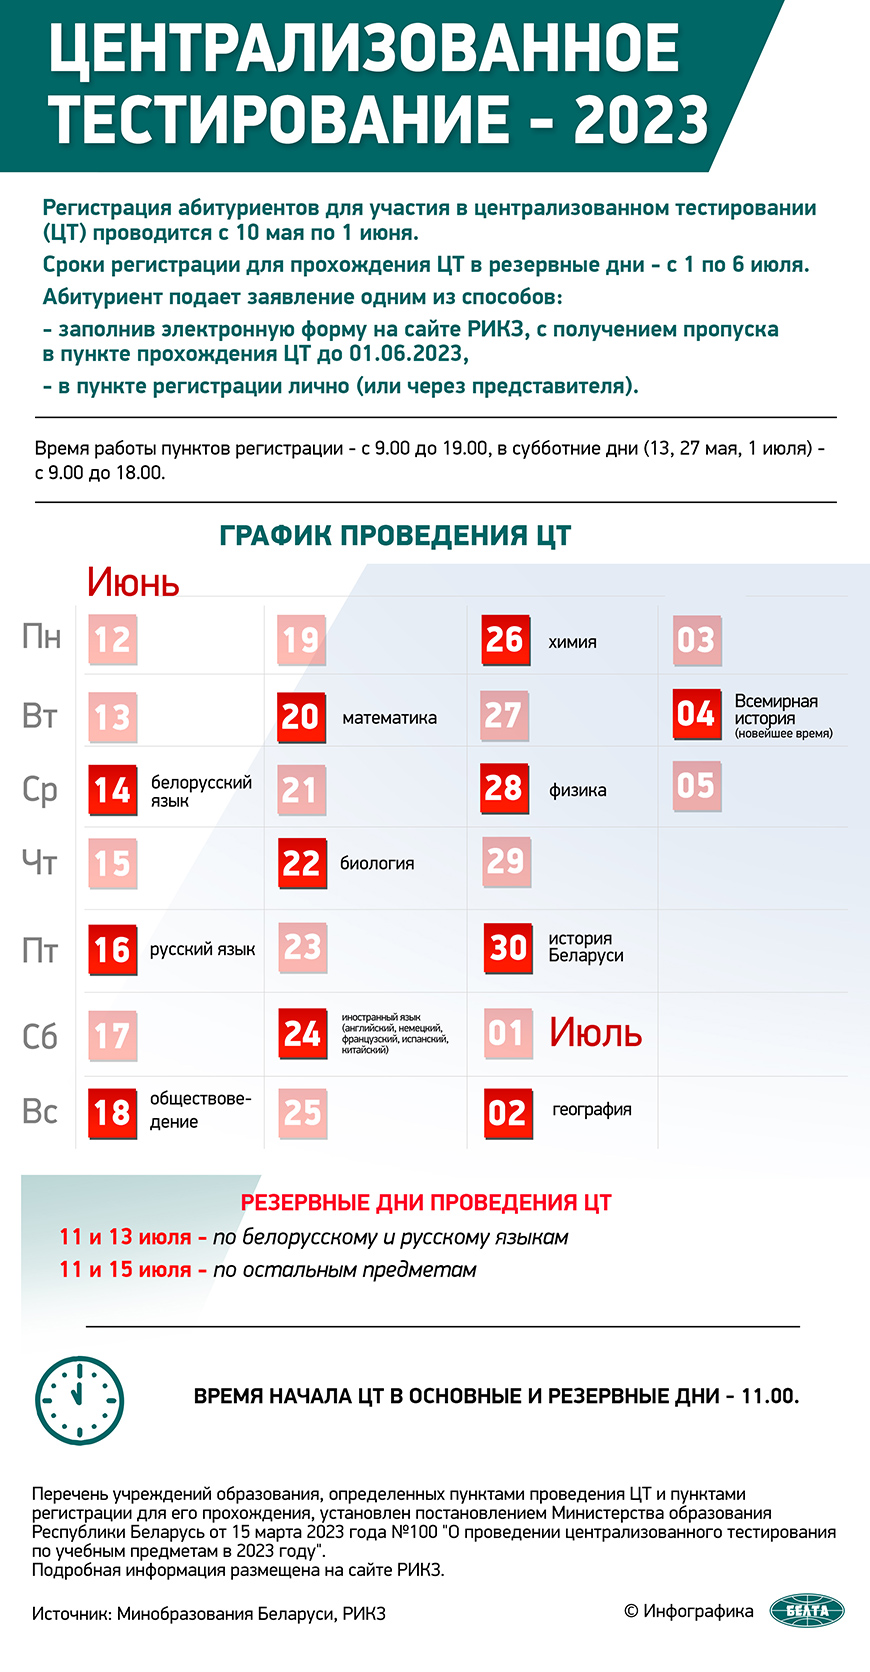 ЦЕНТРАЛИЗОВАННОЕ
ТЕСТИРОВАНИЕ - 2023
Регистрация абитуриентов для участия в централизованном тестировании
(ЦТ) проводится с 10 мая по 1 июня.
Сроки регистрации для прохождения ЦТ в резервные дни - с 1 по 6 июля.
Абитуриент подает заявление одним из способов:
- заполнив электронную форму на сайте РИКЗ, с получением пропуска
в пункте прохождения ЦТ до 01.06.2023,
- в пункте регистрации лично (или через представителя).
Время работы пунктов регистрации - с 9.00 до 19.00, в субботние дни (13, 27 мая, 1 июля) -
с 9.00 до 18.00.
ГРАФИК ПРОВЕДЕНИЯ ЦТ
Июнь
Пн 12 19 26 химия 03
Вт 13 20 математика 27 04 Всемирная
история
(новейшее время)
Ср 14 белорусский
язык 21 28 физика 05
Чт 15 22 биология 29
Пт 16 русский язык 23 30 история
Беларуси
Сб 17 24 иностранный язык
(английский, немецкий,
французский, испанский,
китайский) 01 Июль
Вс 18 обществове-
дение 25 02 география
РЕЗЕРВНЫЕ ДНИ ПРОВЕДЕНИЯ ЦТ
11 и 13 июля - по белорусскому и русскому языкам
11 и 15 июля - по остальным предметам
ВРЕМЯ НАЧАЛА ЦТ В ОСНОВНЫЕ И РЕЗЕРВНЫЕ ДНИ - 11.00.
Перечень учреждений образования, определенных пунктами проведения ЦТ и пунктами
регистрации для его прохождения, установлен постановлением Министерства образования
Республики Беларусь от 15 марта 2023 года №100 "О проведении централизованного тестирования
по учебным предметам в 2023 году".
Подробная информация размещена на сайте РИКЗ.
Источник: Минобразования Беларуси, РИКЗ
© Инфографика БЕЛТА